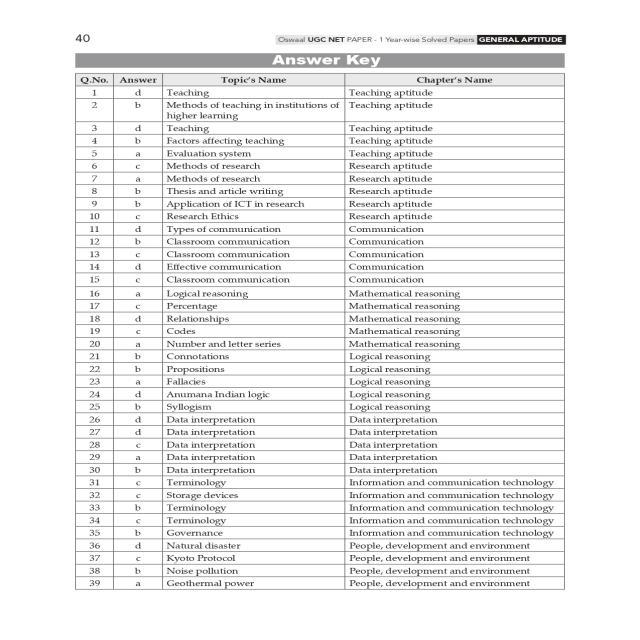 40
Oswaal UGC NET PAPER - 1 Year-wise Solved Papers GENERAL APTITUDE
Answer Key
Q.No. Answer Topic's Name Chapter's Name
1 d Teaching Teaching aptitude
2 b Methods of teaching in institutions of Teaching aptitude
higher learning
3 d Teaching Teaching aptitude
4 b Factors affecting teaching Teaching aptitude
5 a Evaluation system Teaching aptitude
6 c Methods of research Research aptitude
7 a Methods of research Research aptitude
8 b Thesis and article writing Research aptitude
9 b Application of ICT in research Research aptitude
10 c Research Ethics Research aptitude
11 d Types of communication Communication
12 b Classroom communication Communication
13 c Classroom communication Communication
14 d Effective communication Communication
15 c Classroom communication Communication
16 a Logical reasoning Mathematical reasoning
17 c Percentage Mathematical reasoning
18 d Relationships Mathematical reasoning
19 c Codes Mathematical reasoning
20 a Number and letter series Mathematical reasoning
21 b Connotations Logical reasoning
22 b Propositions Logical reasoning
23 a Fallacies Logical reasoning
24 d Anumana Indian logic Logical reasoning
25 b Syllogism Logical reasoning
26 d Data interpretation Data interpretation
27 d Data interpretation Data interpretation
28 c Data interpretation Data interpretation
29 a Data interpretation Data interpretation
30 b Data interpretation Data interpretation
31 c Terminology Information and communication technology
32 c Storage devices Information and communication technology
33 b Terminology Information and communication technology
34 c Terminology Information and communication technology
35 b Governance Information and communication technology
36 d Natural disaster People, development and environment
37 c Kyoto Protocol People, development and environment
38 b Noise pollution People, development and environment
39 a Geothermal power People, development and environment